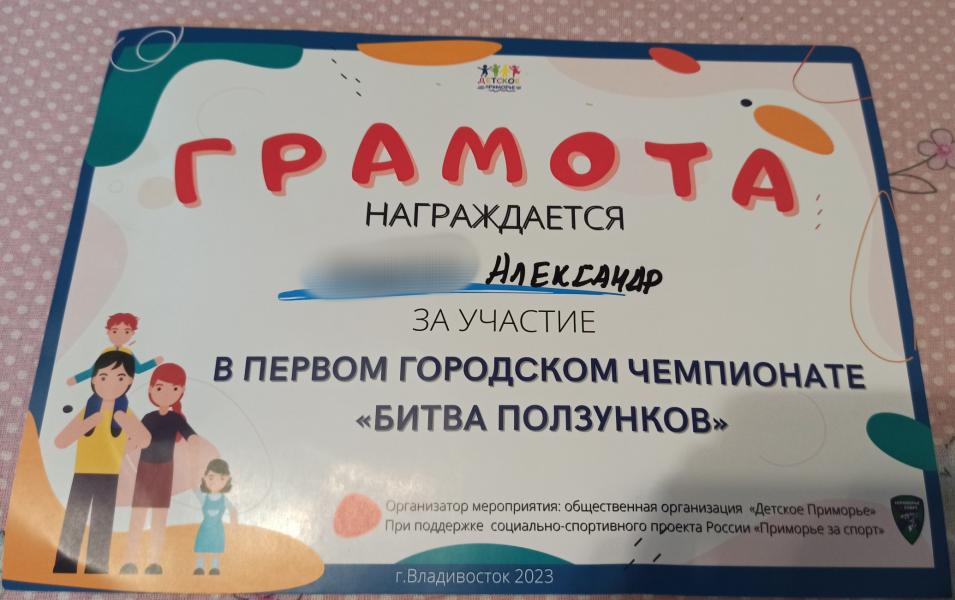 ДЕТСКОЕ
ПРИМОРЬЕ
ГРАМОТА
НАГРАЖДАЕТСЯ
АЛЕКСАНДР
ЗА УЧАСТИЕ
В ПЕРВОМ ГОРОДСКОМ ЧЕМПИОНАТЕ
«БИТВА ПОЛЗУНКОВ»
Организатор мероприятия: общественная организация «Детское Приморье»
При поддержке социально-спортивного проекта России «Приморье за спорт»
г.Владивосток 2023